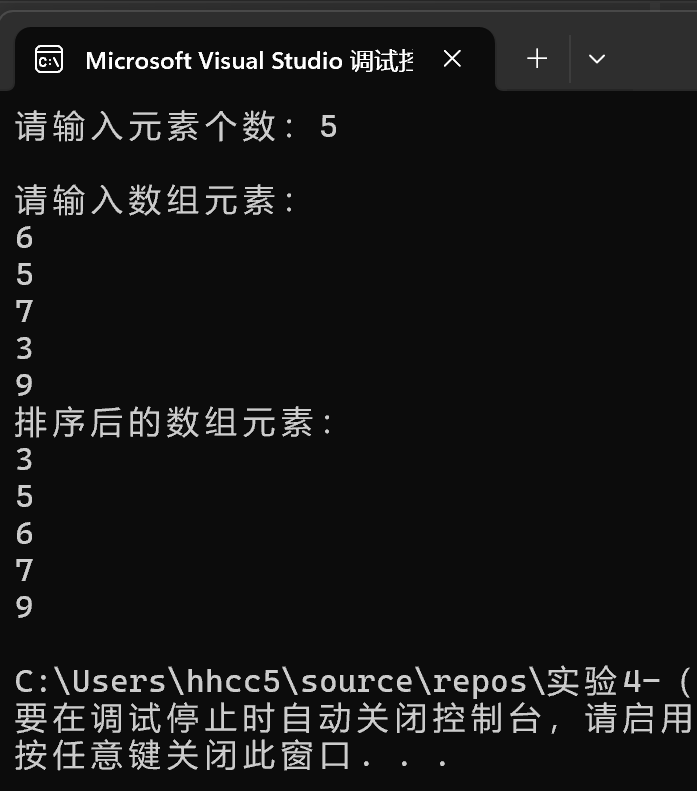 Microsoft Visual Studio 调试控
请输入元素个数: 5
请输入数组元素:
6
5
7
3
9
排序后的数组元素:
3
5
6
7
9
C:\Users\hhcc5\source\repos\实验4-（
要在调试停止时自动关闭控制台，请启用
按任意键关闭此窗口. . .